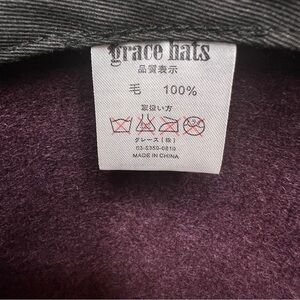 grace hats
品質表示
毛 100%
取扱い方
グレース(株)
03-5350-0810
MADE IN CHINA